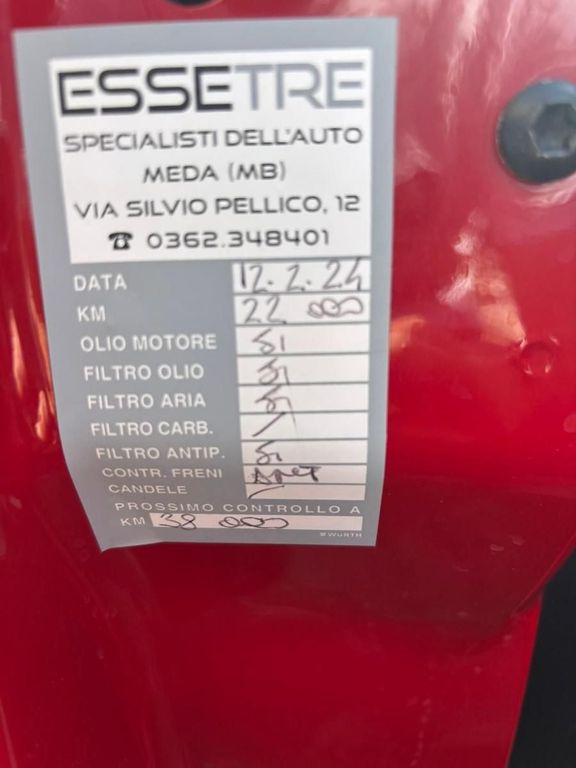 ESSETRE
SPECIALISTI DELL'AUTO
MEDA (MB)
VIA SILVIO PELLICO, 12
☎ 0362.348401
DATA 12.2.24
KM 22 000
OLIO MOTORE SI
FILTRO OLIO SI
FILTRO ARIA SI
FILTRO CARB. /
FILTRO ANTIP. Si
CONTR. FRENI
CANDELE
PROSSIMO CONTROLLO A
KM 38 000
WÜRTH